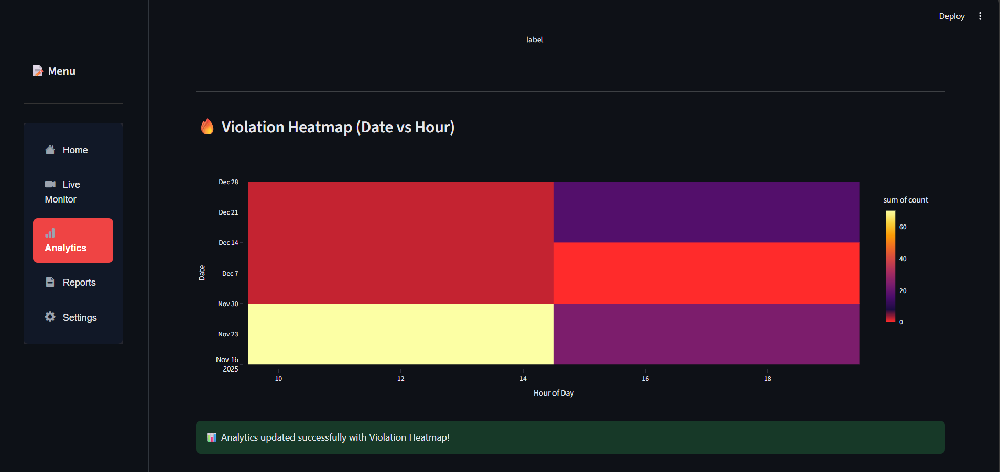 Deploy
label
Menu
Home
Live
Monitor
Analytics
Reports
Settings
Violation Heatmap (Date vs Hour)
Dec 28
Dec 21
Dec 14
Dec 7
Nov 30
Nov 23
Nov 16
2025
Date
10
12
14
16
18
Hour of Day
sum of count
60
40
20
0
Analytics updated successfully with Violation Heatmap!